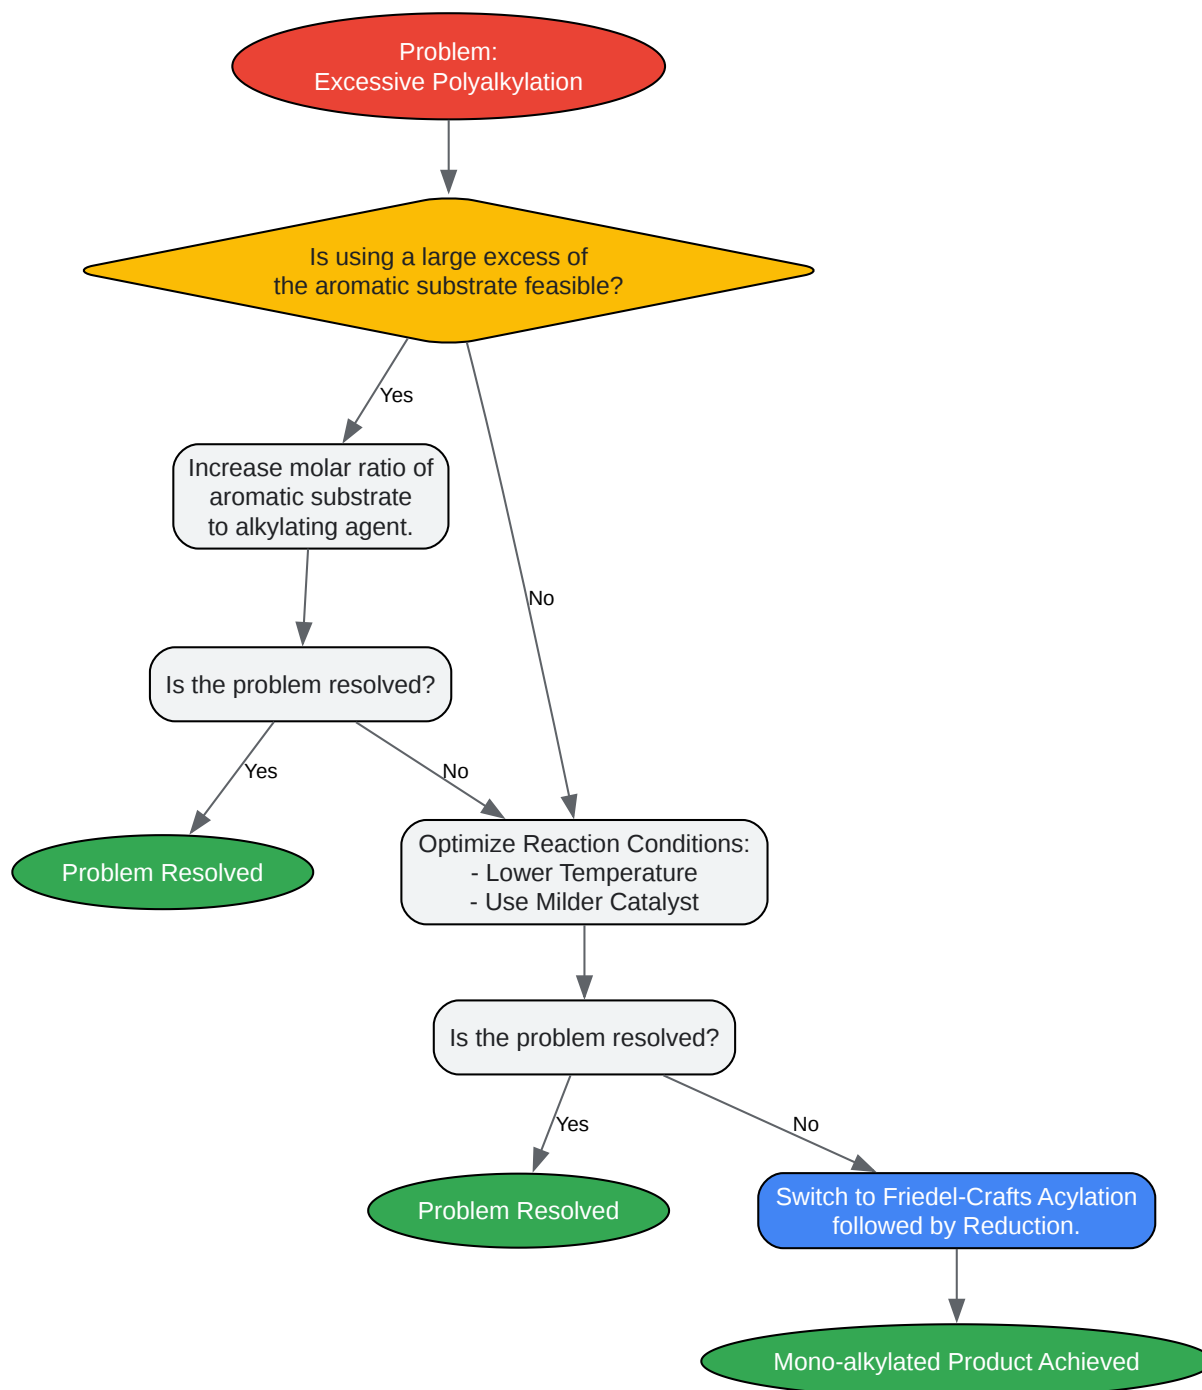 Problem:
Excessive Polyalkylation
Is using a large excess of
the aromatic substrate feasible?
Yes
Increase molar ratio of
aromatic substrate
to alkylating agent.
No
Is the problem resolved?
Yes
No
Problem Resolved
Optimize Reaction Conditions:
- Lower Temperature
- Use Milder Catalyst
Is the problem resolved?
Yes
No
Problem Resolved
Switch to Friedel-Crafts Acylation
followed by Reduction.
Mono-alkylated Product Achieved